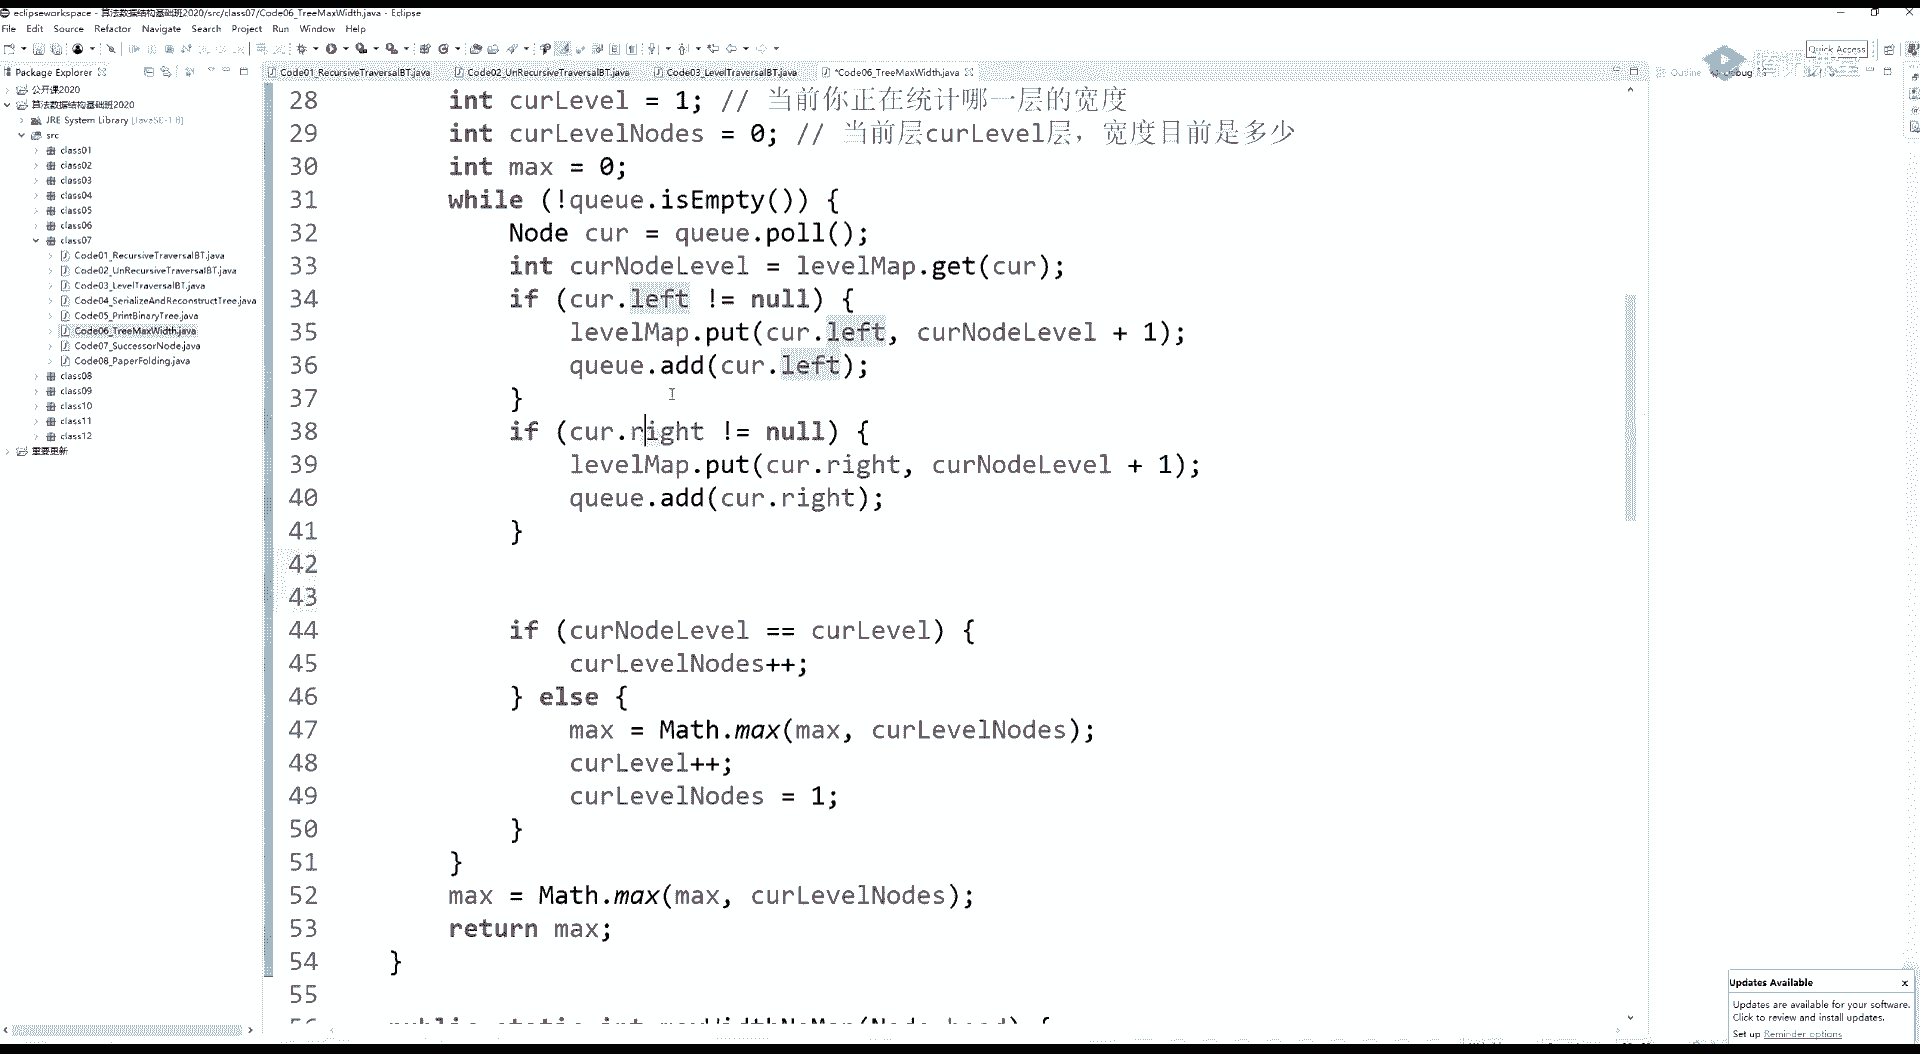 eclipseworkspace - 算法数据结构基础班2020/src/class07/Code06_TreeMaxWidth.java - Eclipse
File Edit Source Refactor Navigate Search Project Run Window Help
Quick Access
Package Explorer
Code01_RecursiveTraversalBT.java
Code02_UnRecursiveTraversalBT.java
Code03_LevelTraversalBT.java
*Code06_TreeMaxWidth.java
Outline
Debug
腾讯课堂
公开课2020
算法数据结构基础班2020
JRE System Library [JavaSE-1.8]
src
class01
class02
class03
class04
class05
class06
class07
Code01_RecursiveTraversalBT.java
Code02_UnRecursiveTraversalBT.java
Code03_LevelTraversalBT.java
Code04_SerializeAndReconstructTree.java
Code05_PrintBinaryTree.java
Code06_TreeMaxWidth.java
Code07_SuccessorNode.java
Code08_PaperFolding.java
class08
class09
class10
class11
class12
重要更新
28 int curLevel = 1; // 当前你正在统计哪一层的宽度
29 int curLevelNodes = 0; // 当前层curLevel层，宽度目前是多少
30 int max = 0;
31 while (!queue.isEmpty()) {
32 Node cur = queue.poll();
33 int curNodeLevel = levelMap.get(cur);
34 if (cur.left != null) {
35 levelMap.put(cur.left, curNodeLevel + 1);
36 queue.add(cur.left);
37 }
38 if (cur.right != null) {
39 levelMap.put(cur.right, curNodeLevel + 1);
40 queue.add(cur.right);
41 }
42
43
44 if (curNodeLevel == curLevel) {
45 curLevelNodes++;
46 } else {
47 max = Math.max(max, curLevelNodes);
48 curLevel++;
49 curLevelNodes = 1;
50 }
51 }
52 max = Math.max(max, curLevelNodes);
53 return max;
54 }
55
56 public static int maxWidthNoMap(Node head) {
Updates Available
Updates are available for your software.
Click to review and install updates.
Set up Reminder options